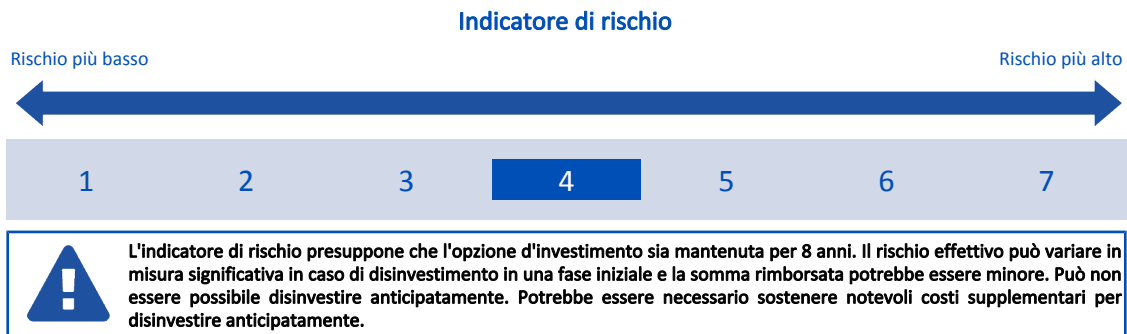 Indicatore di rischio
Rischio più basso
Rischio più alto
1 2 3 4 5 6 7
L'indicatore di rischio presuppone che l'opzione d'investimento sia mantenuta per 8 anni. Il rischio effettivo può variare in
misura significativa in caso di disinvestimento in una fase iniziale e la somma rimborsata potrebbe essere minore. Può non
essere possibile disinvestire anticipatamente. Potrebbe essere necessario sostenere notevoli costi supplementari per
disinvestire anticipatamente.